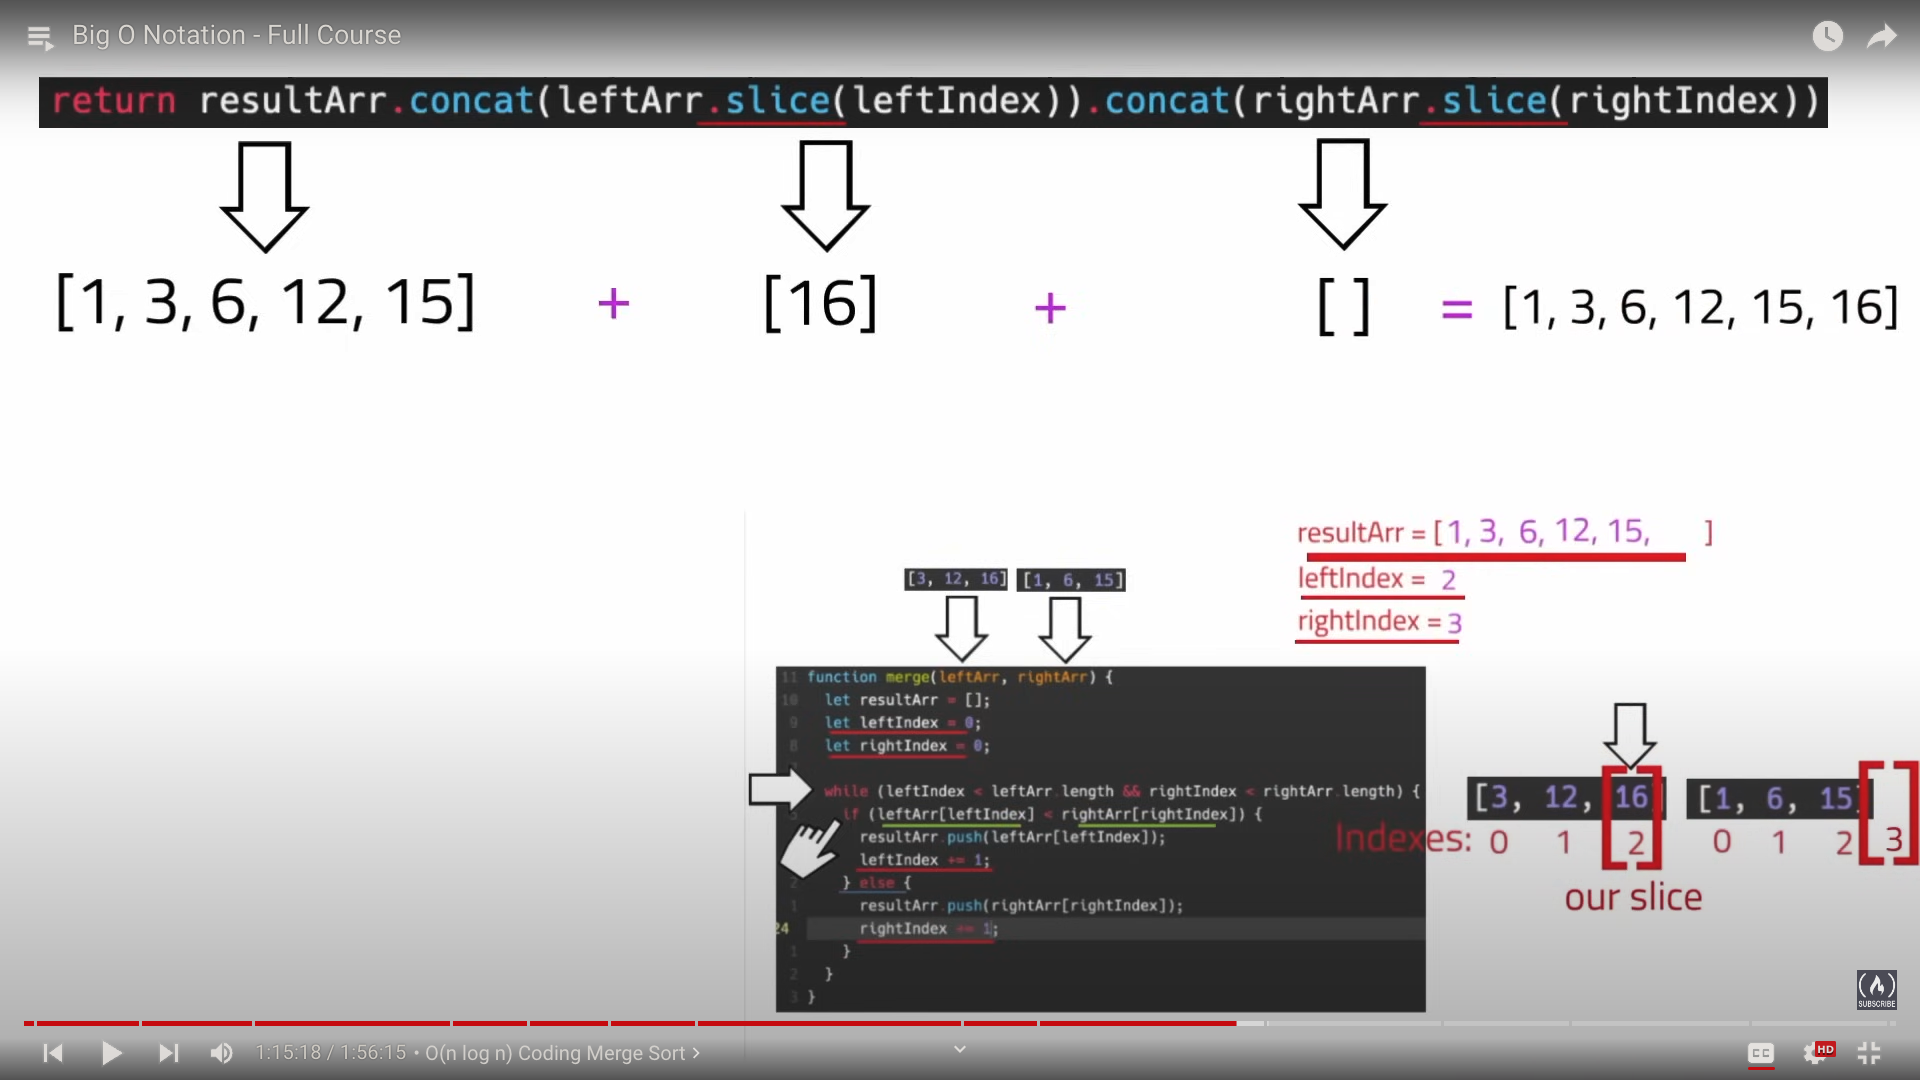 Big O Notation - Full Course
return resultArr.concat(leftArr.slice(leftIndex)).concat(rightArr.slice(rightIndex))
[1, 3, 6, 12, 15] + [16] + [ ] = [1, 3, 6, 12, 15, 16]
resultArr = [1, 3, 6, 12, 15, ]
leftIndex = 2
rightIndex = 3
[3, 12, 16] [1, 6, 15]
11 function merge(leftArr, rightArr) {
10 let resultArr = [];
9 let leftIndex = 0;
8 let rightIndex = 0;
while (leftIndex < leftArr.length && rightIndex < rightArr.length) {
if (leftArr[leftIndex] < rightArr[rightIndex]) {
resultArr.push(leftArr[leftIndex]);
leftIndex += 1;
2 } else {
1 resultArr.push(rightArr[rightIndex]);
24 rightIndex += 1;
1 }
2 }
3 }
[3, 12, 16] [1, 6, 15] [ ]
Indexes: 0 1 2 0 1 2 3
our slice
SUBSCRIBE
1:15:18 / 1:56:15 • O(n log n) Coding Merge Sort >
CC HD